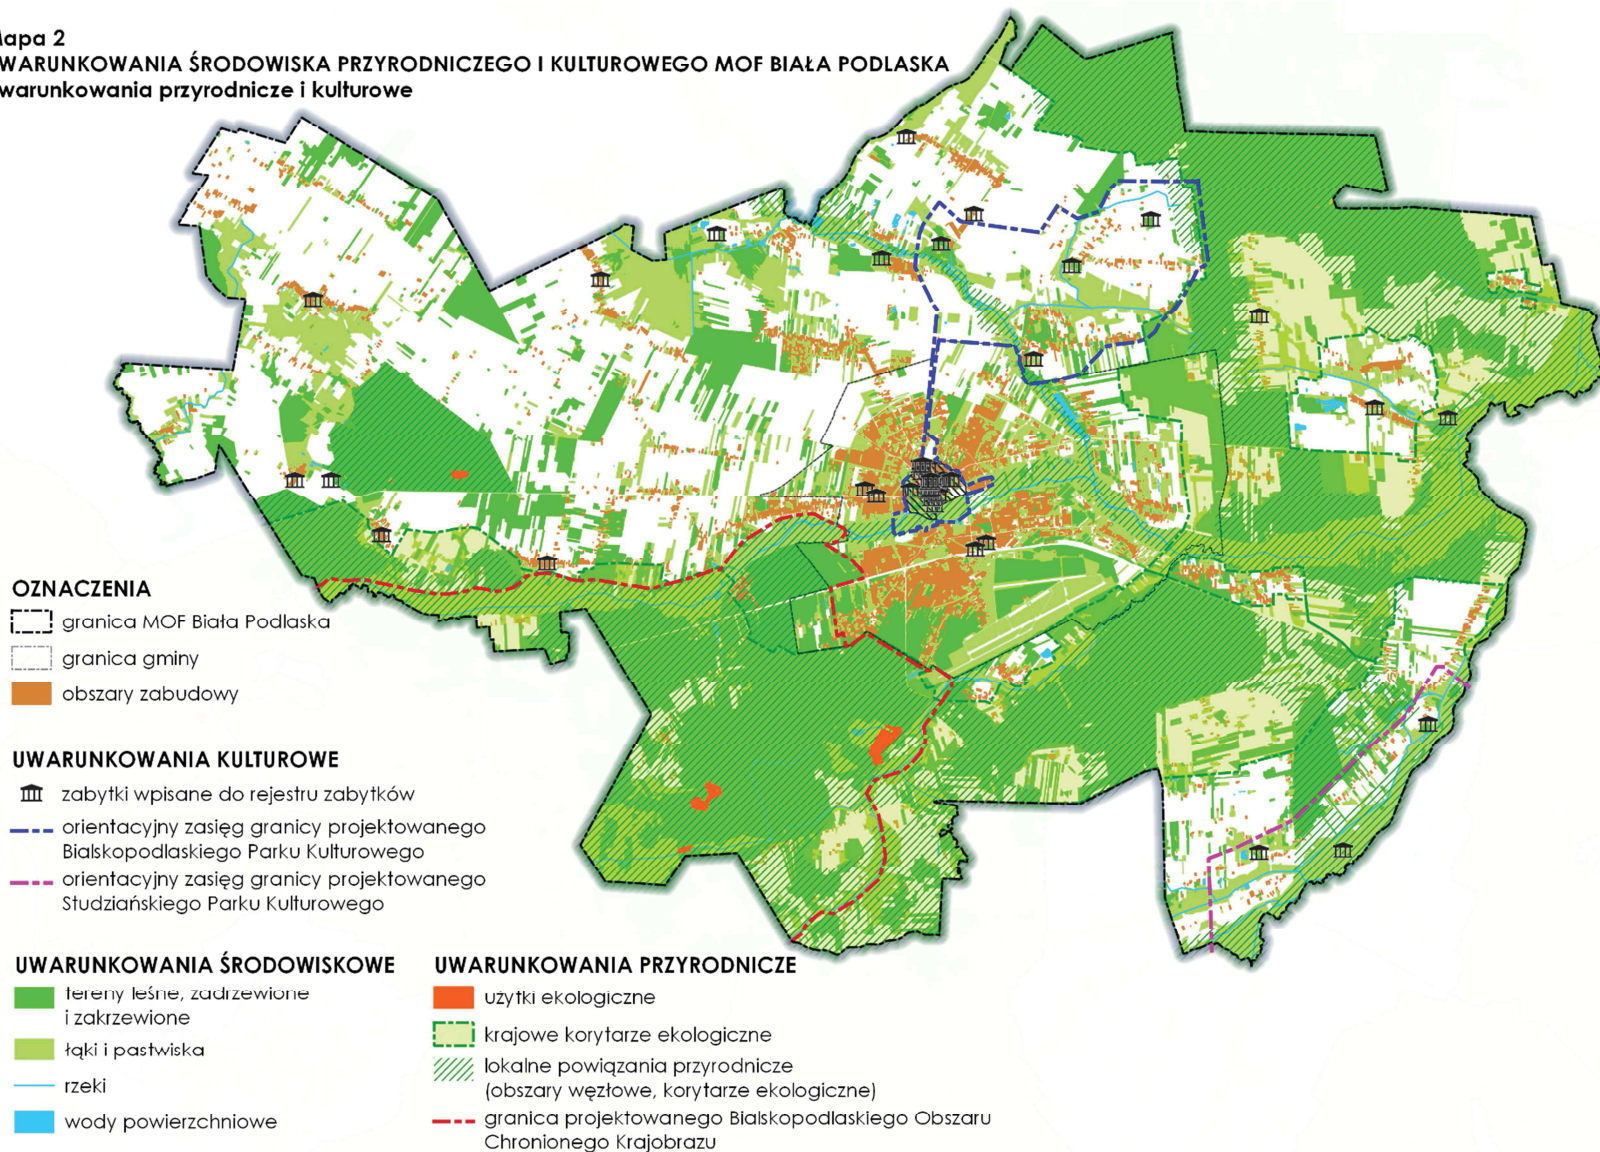 Mapa 2
UWARUNKOWANIA ŚRODOWISKA PRZYRODNICZEGO I KULTUROWEGO MOF BIAŁA PODLASKA
uwarunkowania przyrodnicze i kulturowe
OZNACZENIA
granica MOF Biała Podlaska
granica gminy
obszary zabudowy
UWARUNKOWANIA KULTUROWE
zabytki wpisane do rejestru zabytków
orientacyjny zasięg granicy projektowanego
Bialskopodlaskiego Parku Kulturowego
orientacyjny zasięg granicy projektowanego
Studziańskiego Parku Kulturowego
UWARUNKOWANIA ŚRODOWISKOWE
tereny leśne, zadrzewione
i zakrzewione
łąki i pastwiska
rzeki
wody powierzchniowe
UWARUNKOWANIA PRZYRODNICZE
użytki ekologiczne
krajowe korytarze ekologiczne
lokalne powiązania przyrodnicze
(obszary węzłowe, korytarze ekologiczne)
granica projektowanego Bialskopodlaskiego Obszaru
Chronionego Krajobrazu